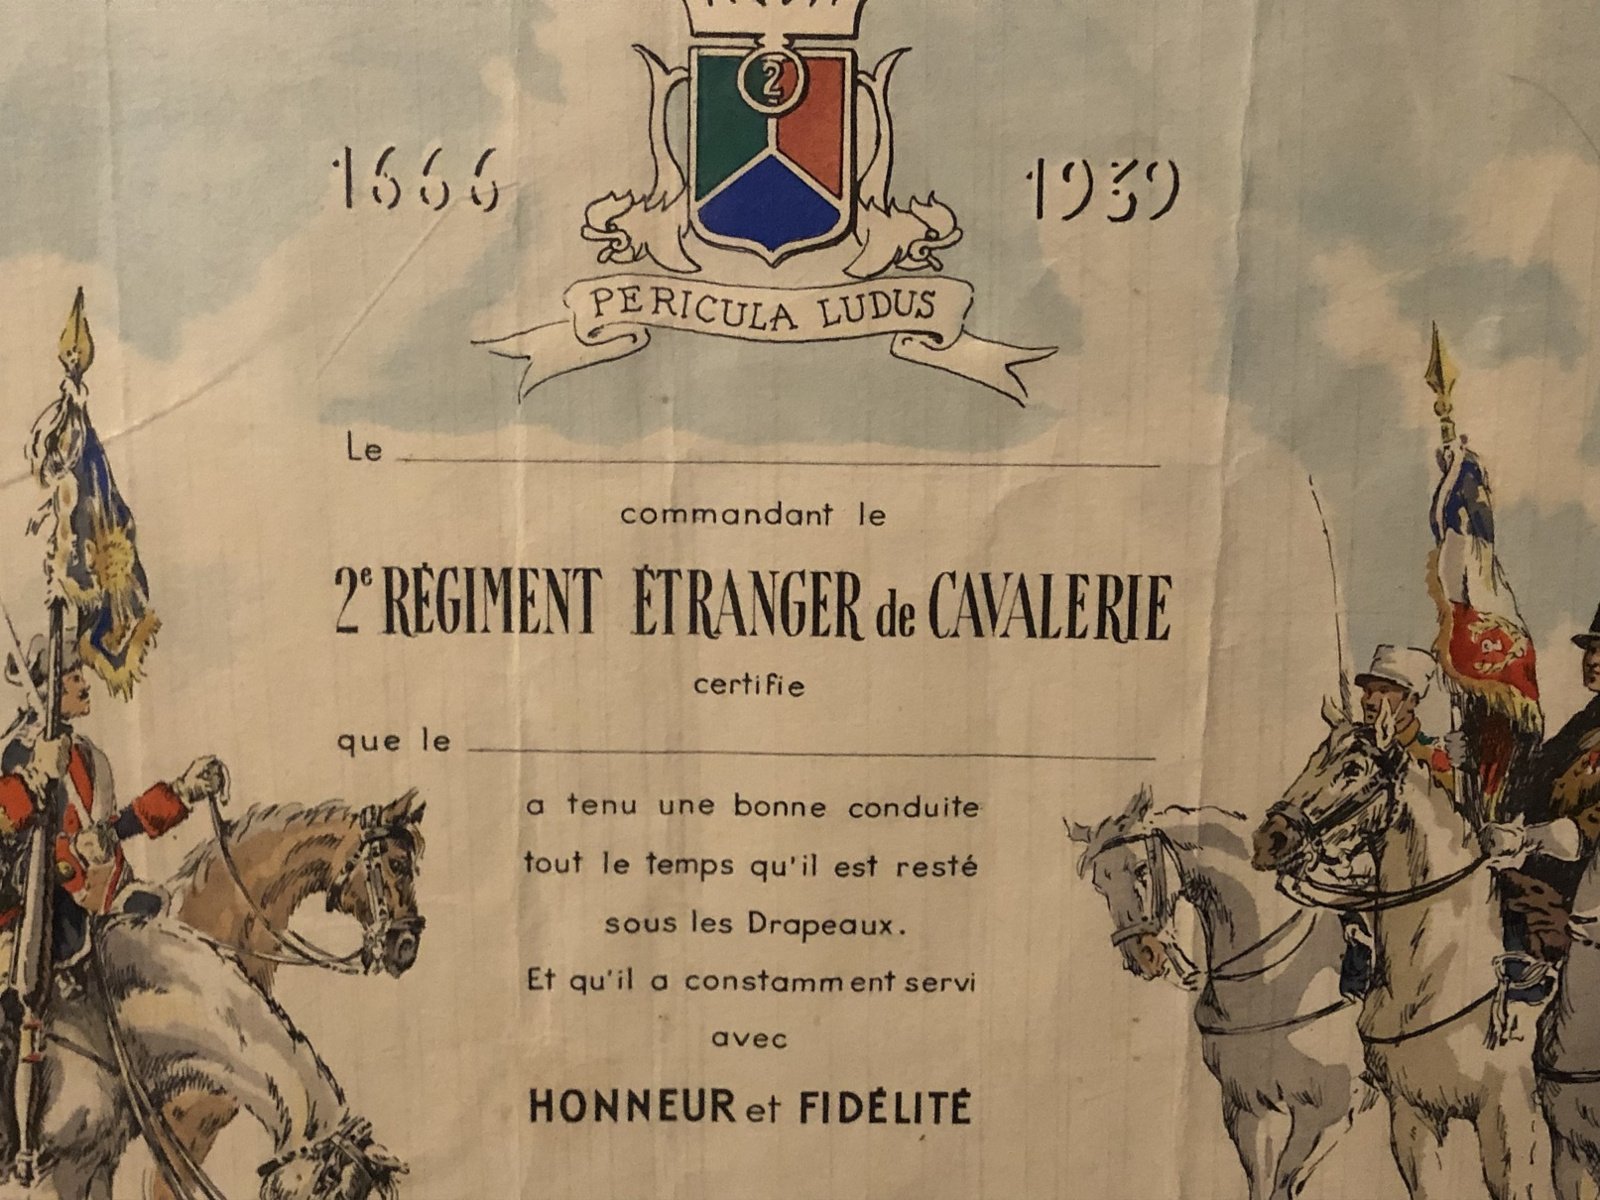 2
1666 1939
PERICULA LUDUS
Le
commandant le
2e RÉGIMENT ÉTRANGER de CAVALERIE
certifie
que le
a tenu une bonne conduite
tout le temps qu'il est resté
sous les Drapeaux.
Et qu'il a constamment servi
avec
HONNEUR et FIDÉLITÉ